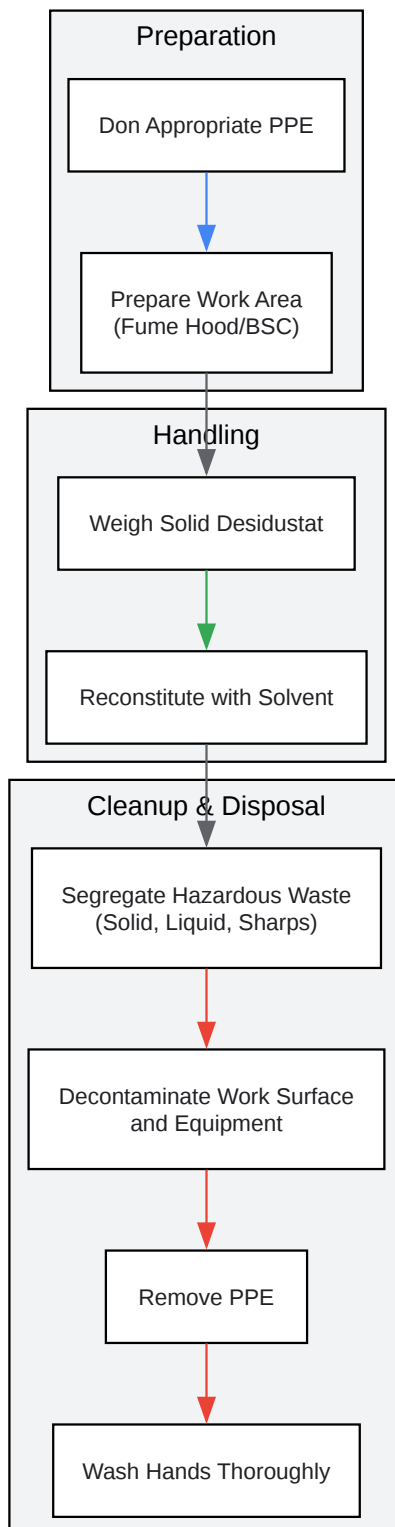 Preparation
Don Appropriate PPE
Prepare Work Area
(Fume Hood/BSC)
Handling
Weigh Solid Desidustat
Reconstitute with Solvent
Cleanup & Disposal
Segregate Hazardous Waste
(Solid, Liquid, Sharps)
Decontaminate Work Surface
and Equipment
Remove PPE
Wash Hands Thoroughly